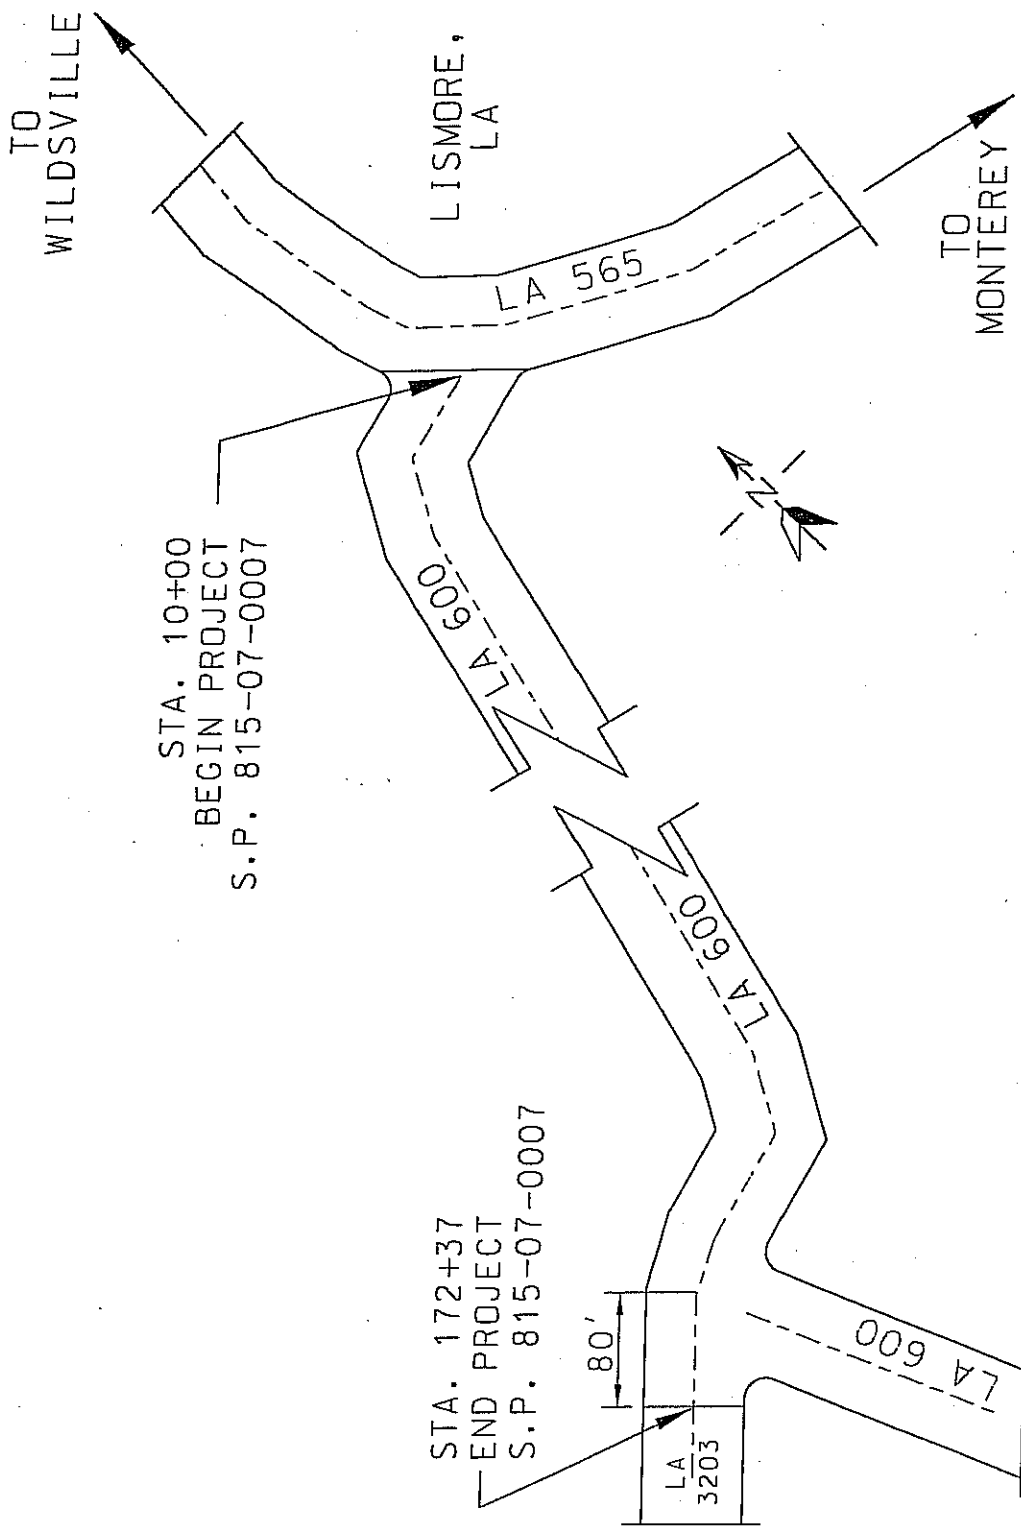 TO
WILDSVILLE
LISMORE,
LA
LA 565
TO
MONTEREY
STA. 10+00
BEGIN PROJECT
S.P. 815-07-0007
LA 600
N
LA 600
STA. 172+37
END PROJECT
S.P. 815-07-0007
80'
LA
3203
LA 600